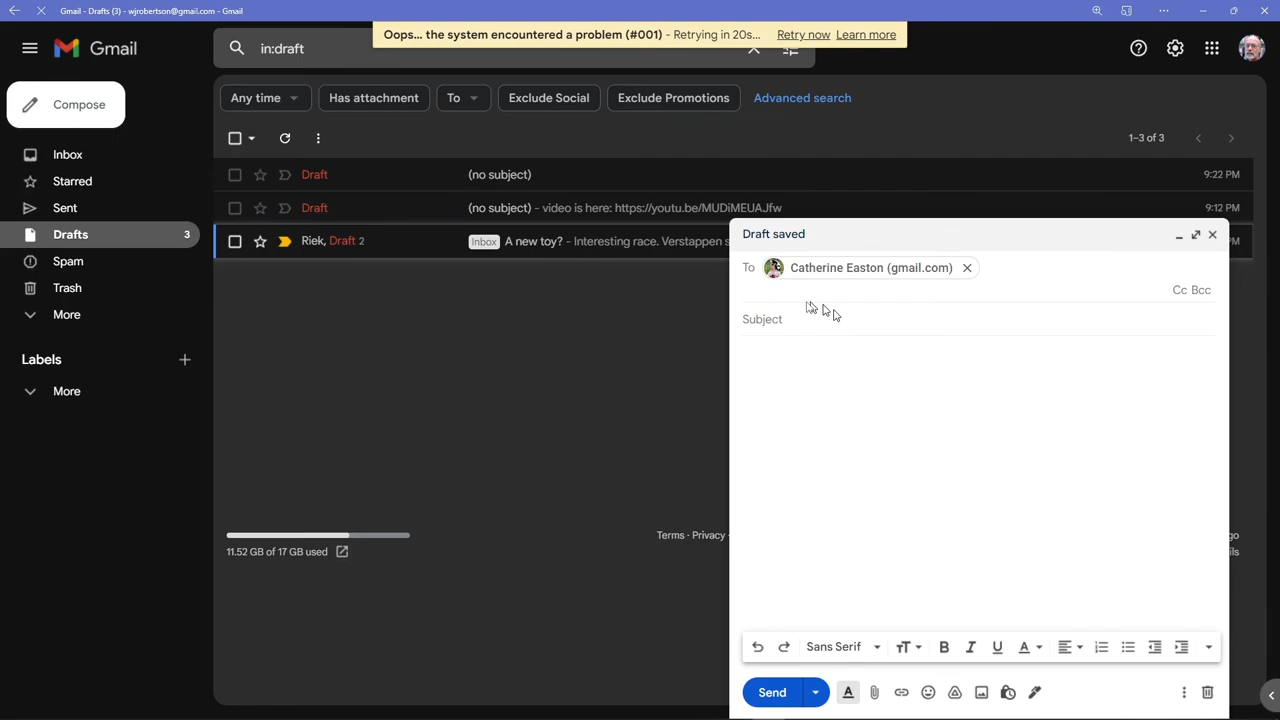 Gmail - Drafts (3) - wjrobertson@gmail.com - Gmail
Oops... the system encountered a problem (#001) - Retrying in 20s... Retry now Learn more
Gmail
in:draft
Compose
Any time
Has attachment
To
Exclude Social
Exclude Promotions
Advanced search
1–3 of 3
Inbox
Starred
Sent
Drafts 3
Spam
Trash
More
Labels
More
Draft (no subject) 9:22 PM
Draft (no subject) - video is here: https://youtu.be/MUDiMEUAJfw 9:12 PM
Riek, Draft 2 Inbox A new toy? - Interesting race. Verstappen s
Draft saved
To Catherine Easton (gmail.com)
Cc Bcc
Subject
11.52 GB of 17 GB used
Terms · Privacy ·
Sans Serif
Send